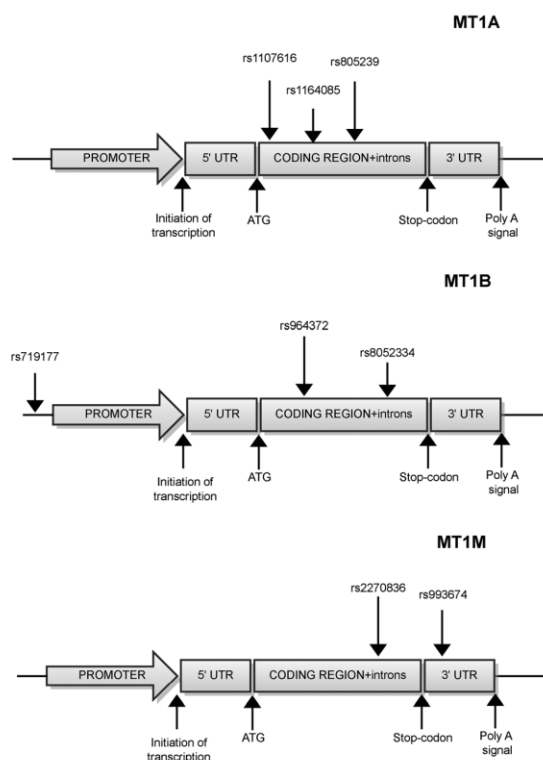 MT1A
rs1107616
rs805239
rs1164085
PROMOTER
5' UTR
CODING REGION+introns
3' UTR
Initiation of
transcription
ATG
Stop-codon
Poly A
signal
MT1B
rs964372
rs719177
rs8052334
PROMOTER
5' UTR
CODING REGION+introns
3' UTR
Initiation of
transcription
ATG
Stop-codon
Poly A
signal
MT1M
rs2270836
rs993674
PROMOTER
5' UTR
CODING REGION+introns
3' UTR
Initiation of
transcription
ATG
Stop-codon
Poly A
signal